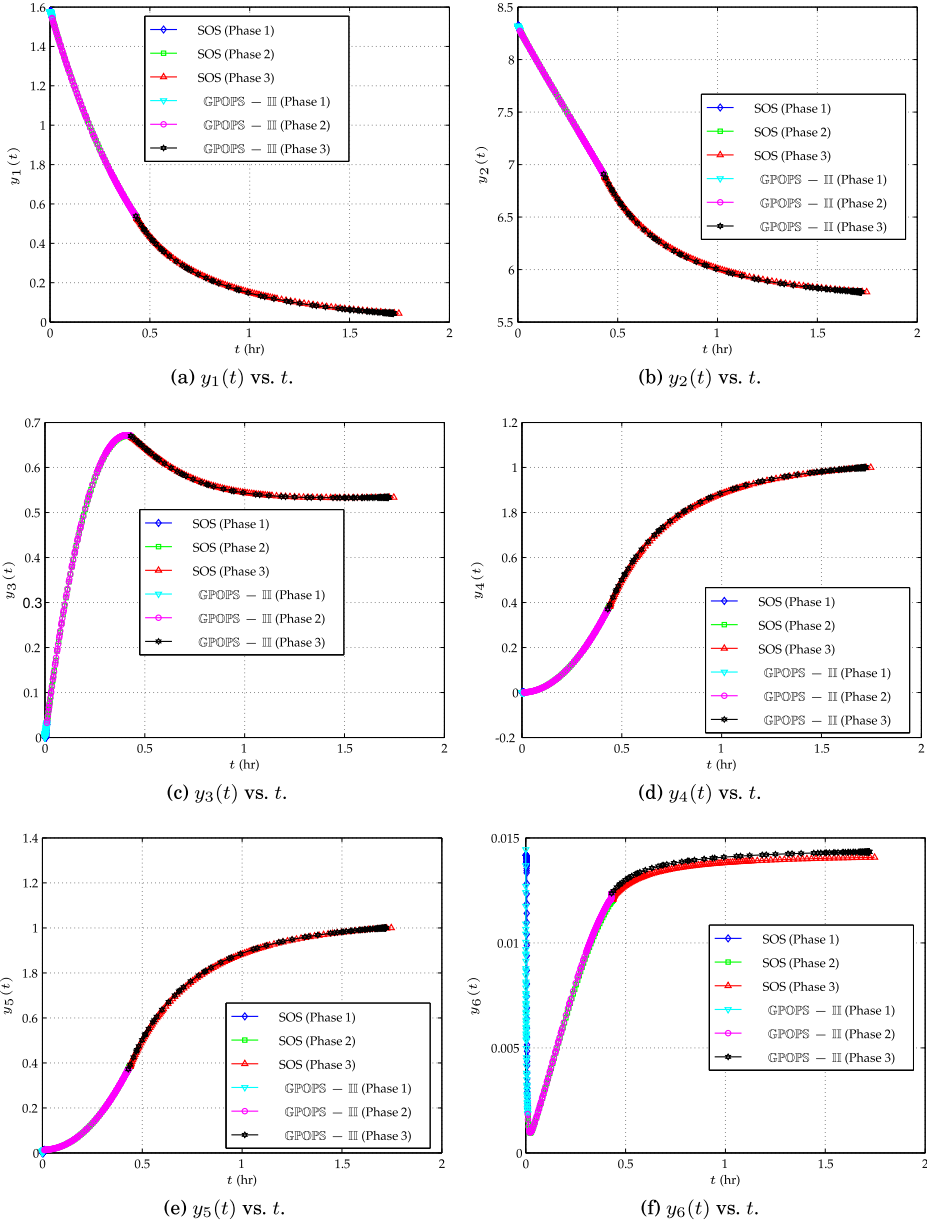 1.6
1.4
1.2
1
1.8
0.6
0.4
0.2
0
y₁(t)
SOS (Phase 1)
SOS (Phase 2)
SOS (Phase 3)
𝔾ℙ𝕆ℙ𝕊 − 𝕀𝕀 (Phase 1)
𝔾ℙ𝕆ℙ𝕊 − 𝕀𝕀 (Phase 2)
𝔾ℙ𝕆ℙ𝕊 − 𝕀𝕀 (Phase 3)
0 0.5 1 1.5 2
t (hr)
(a) y₁(t) vs. t.
8.5
8
7.5
7
6.5
6
5.5
y₂(t)
SOS (Phase 1)
SOS (Phase 2)
SOS (Phase 3)
𝔾ℙ𝕆ℙ𝕊 − 𝕀𝕀 (Phase 1)
𝔾ℙ𝕆ℙ𝕊 − 𝕀𝕀 (Phase 2)
𝔾ℙ𝕆ℙ𝕊 − 𝕀𝕀 (Phase 3)
0 0.5 1 1.5 2
t (hr)
(b) y₂(t) vs. t.
0.7
0.6
0.5
0.4
0.3
0.2
0.1
0
y₃(t)
SOS (Phase 1)
SOS (Phase 2)
SOS (Phase 3)
𝔾ℙ𝕆ℙ𝕊 − 𝕀𝕀 (Phase 1)
𝔾ℙ𝕆ℙ𝕊 − 𝕀𝕀 (Phase 2)
𝔾ℙ𝕆ℙ𝕊 − 𝕀𝕀 (Phase 3)
0 0.5 1 1.5 2
t (hr)
(c) y₃(t) vs. t.
1.2
1
1.8
0.6
0.4
0.2
0
-0.2
y₄(t)
SOS (Phase 1)
SOS (Phase 2)
SOS (Phase 3)
𝔾ℙ𝕆ℙ𝕊 − 𝕀𝕀 (Phase 1)
𝔾ℙ𝕆ℙ𝕊 − 𝕀𝕀 (Phase 2)
𝔾ℙ𝕆ℙ𝕊 − 𝕀𝕀 (Phase 3)
0 0.5 1 1.5 2
t (hr)
(d) y₄(t) vs. t.
1.4
1.2
1
1.8
0.6
0.4
0.2
0
y₅(t)
SOS (Phase 1)
SOS (Phase 2)
SOS (Phase 3)
𝔾ℙ𝕆ℙ𝕊 − 𝕀𝕀 (Phase 1)
𝔾ℙ𝕆ℙ𝕊 − 𝕀𝕀 (Phase 2)
𝔾ℙ𝕆ℙ𝕊 − 𝕀𝕀 (Phase 3)
0 0.5 1 1.5 2
t (hr)
(e) y₅(t) vs. t.
0.015
0.01
0.005
0
y₆(t)
SOS (Phase 1)
SOS (Phase 2)
SOS (Phase 3)
𝔾ℙ𝕆ℙ𝕊 − 𝕀𝕀 (Phase 1)
𝔾ℙ𝕆ℙ𝕊 − 𝕀𝕀 (Phase 2)
𝔾ℙ𝕆ℙ𝕊 − 𝕀𝕀 (Phase 3)
0 0.5 1 1.5 2
t (hr)
(f) y₆(t) vs. t.